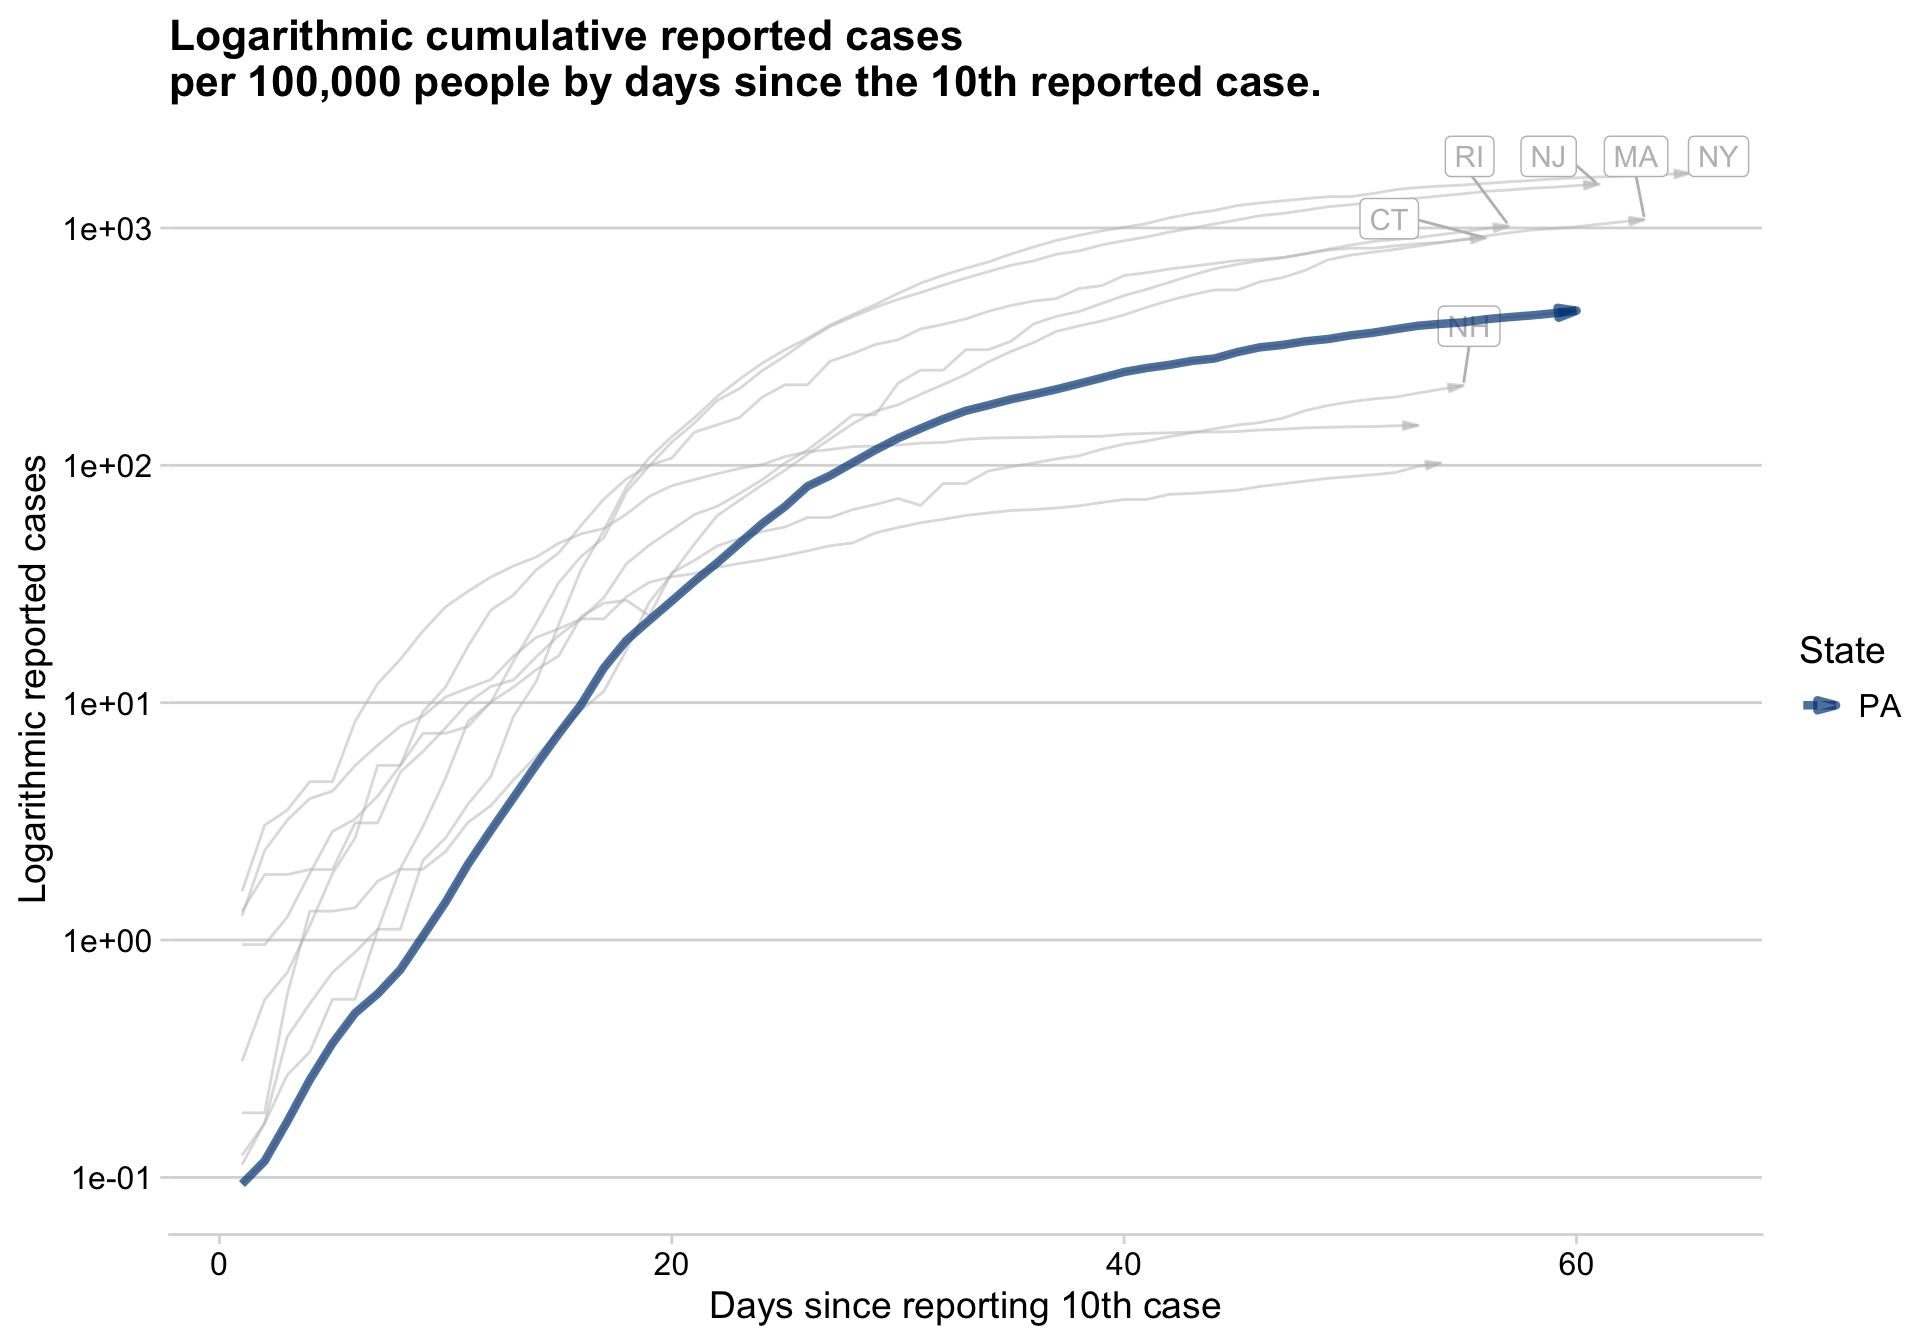 Logarithmic cumulative reported cases
per 100,000 people by days since the 10th reported case.
RI
NJ
MA
NY
CT
NH
1e+03
1e+02
1e+01
1e+00
1e-01
Logarithmic reported cases
State
PA
0
20
40
60
Days since reporting 10th case